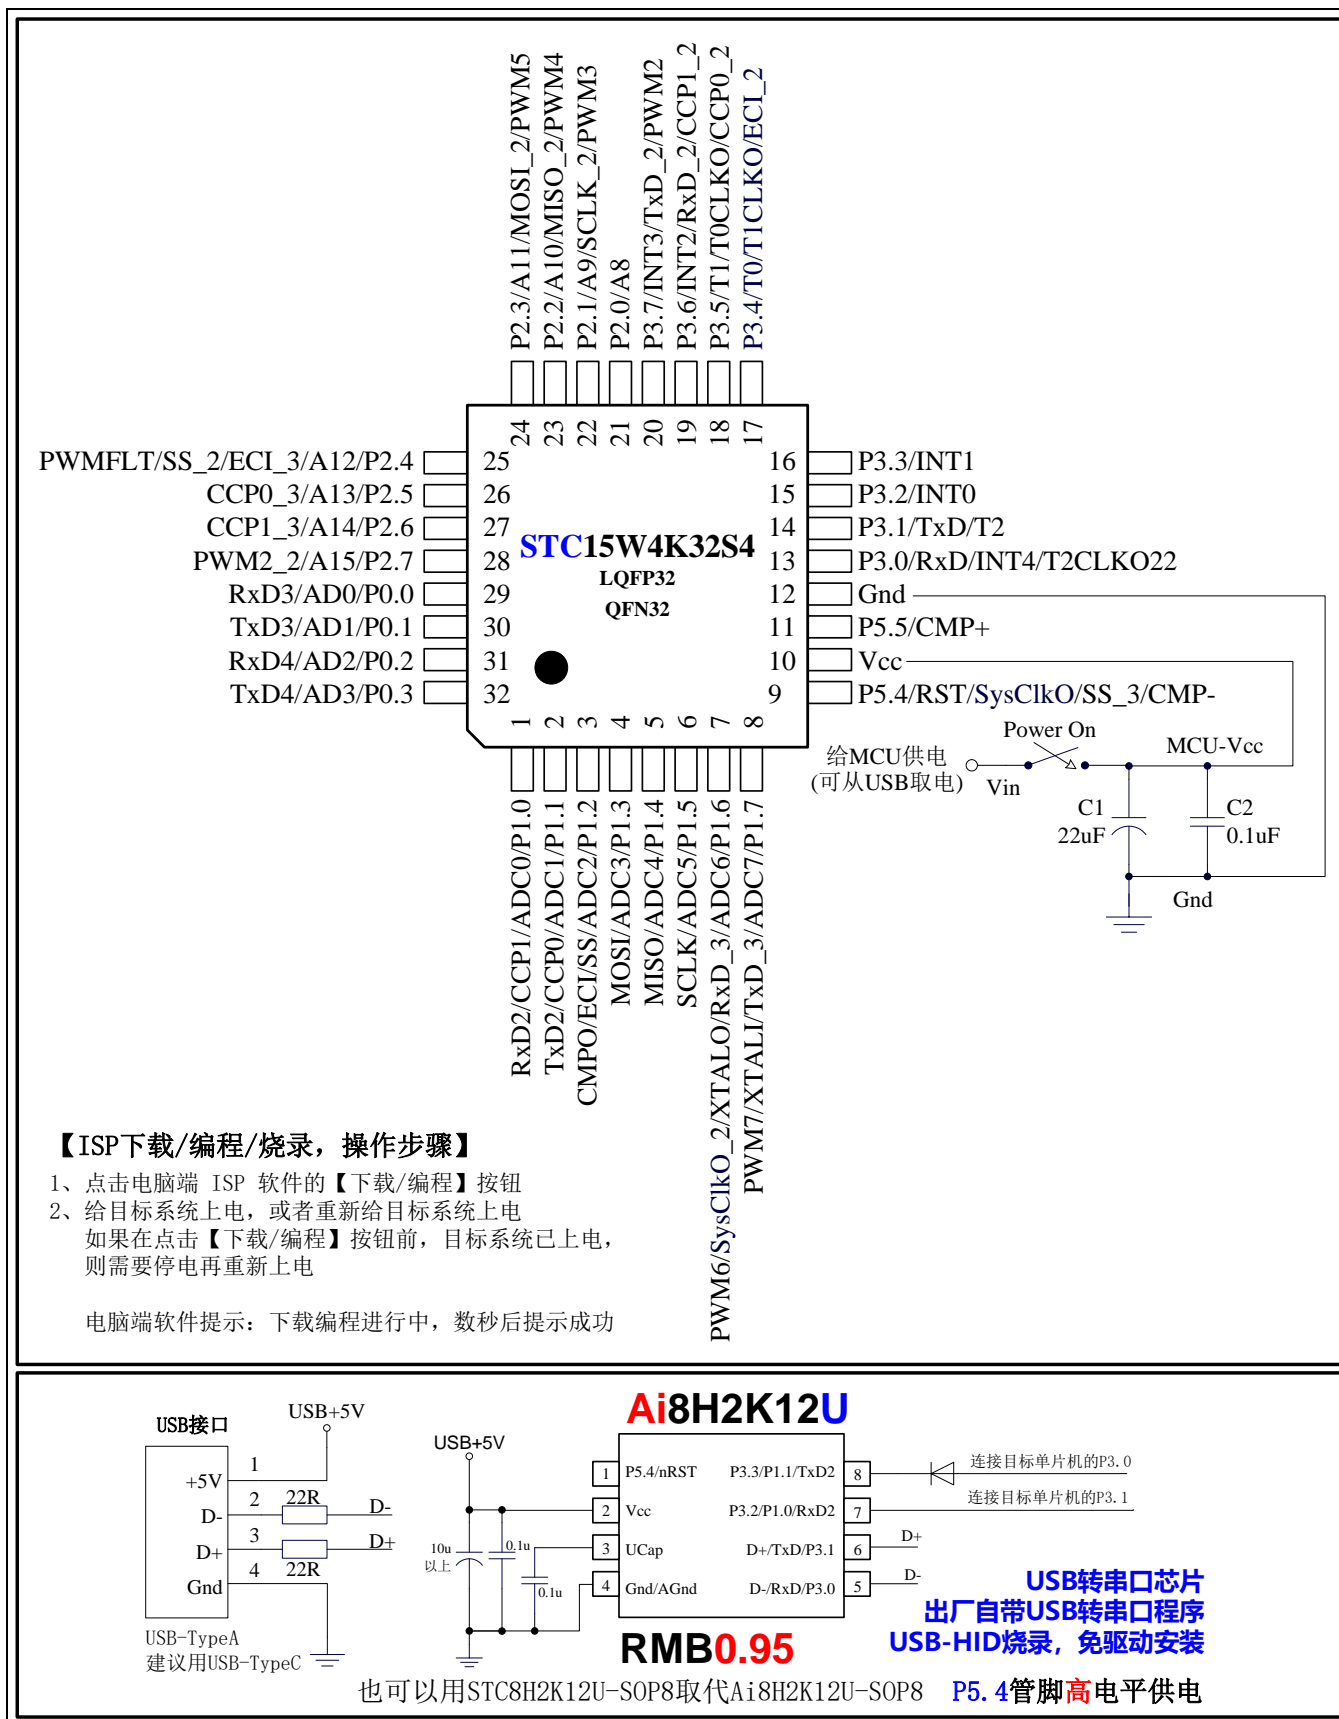 P2.3/A11/MOSI_2/PWM5
P2.2/A10/MISO_2/PWM4
P2.1/A9/SCLK_2/PWM3
P2.0/A8
P3.7/INT3/TxD_2/PWM2
P3.6/INT2/RxD_2/CCP1_2
P3.5/T1/T0CLKO/CCP0_2
P3.4/T0/T1CLKO/ECI_2
24 23 22 21 20 19 18 17
PWMFLT/SS_2/ECI_3/A12/P2.4 25
CCP0_3/A13/P2.5 26
CCP1_3/A14/P2.6 27
PWM2_2/A15/P2.7 28
RxD3/AD0/P0.0 29
TxD3/AD1/P0.1 30
RxD4/AD2/P0.2 31
TxD4/AD3/P0.3 32
STC15W4K32S4
LQFP32
QFN32
16 P3.3/INT1
15 P3.2/INT0
14 P3.1/TxD/T2
13 P3.0/RxD/INT4/T2CLKO22
12 Gnd
11 P5.5/CMP+
10 Vcc
9 P5.4/RST/SysClkO/SS_3/CMP-
1 2 3 4 5 6 7 8
RxD2/CCP1/ADC0/P1.0
TxD2/CCP0/ADC1/P1.1
CMPO/ECI/SS/ADC2/P1.2
MOSI/ADC3/P1.3
MISO/ADC4/P1.4
SCLK/ADC5/P1.5
PWM6/SysClkO_2/XTALO/RxD_3/ADC6/P1.6
PWM7/XTALI/TxD_3/ADC7/P1.7
Power On
给MCU供电
(可从USB取电)
Vin
MCU-Vcc
C1
22uF
C2
0.1uF
Gnd
【ISP下载/编程/烧录，操作步骤】
1、点击电脑端 ISP 软件的【下载/编程】按钮
2、给目标系统上电，或者重新给目标系统上电
如果在点击【下载/编程】按钮前，目标系统已上电，
则需要停电再重新上电
电脑端软件提示：下载编程进行中，数秒后提示成功
USB接口
USB+5V
+5V 1
D- 2 22R D-
D+ 3 22R D+
Gnd 4
USB-TypeA
建议用USB-TypeC
USB+5V
10u
以上
0.1u
0.1u
Ai8H2K12U
1 P5.4/nRST P3.3/P1.1/TxD2 8
2 Vcc P3.2/P1.0/RxD2 7
3 UCap D+/TxD/P3.1 6
4 Gnd/AGnd D-/RxD/P3.0 5
连接目标单片机的P3.0
连接目标单片机的P3.1
D+
D-
RMB0.95
USB转串口芯片
出厂自带USB转串口程序
USB-HID烧录，免驱动安装
也可以用STC8H2K12U-SOP8取代Ai8H2K12U-SOP8 P5.4管脚高电平供电